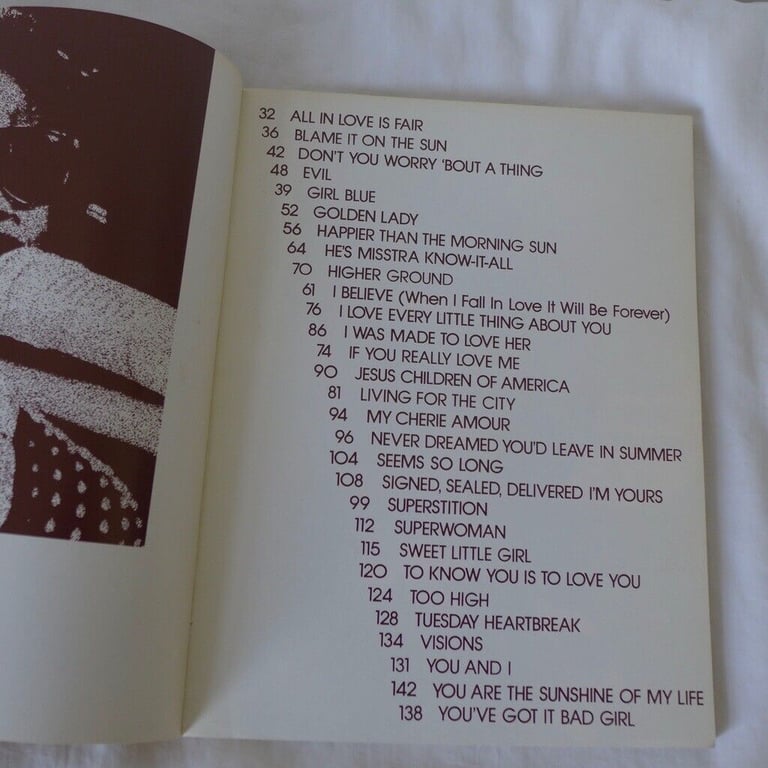 32 ALL IN LOVE IS FAIR
36 BLAME IT ON THE SUN
42 DON'T YOU WORRY 'BOUT A THING
48 EVIL
39 GIRL BLUE
52 GOLDEN LADY
56 HAPPIER THAN THE MORNING SUN
64 HE'S MISSTRA KNOW-IT-ALL
70 HIGHER GROUND
61 I BELIEVE (When I Fall In Love It Will Be Forever)
76 I LOVE EVERY LITTLE THING ABOUT YOU
86 I WAS MADE TO LOVE HER
74 IF YOU REALLY LOVE ME
90 JESUS CHILDREN OF AMERICA
81 LIVING FOR THE CITY
94 MY CHERIE AMOUR
96 NEVER DREAMED YOU'D LEAVE IN SUMMER
104 SEEMS SO LONG
108 SIGNED, SEALED, DELIVERED I'M YOURS
99 SUPERSTITION
112 SUPERWOMAN
115 SWEET LITTLE GIRL
120 TO KNOW YOU IS TO LOVE YOU
124 TOO HIGH
128 TUESDAY HEARTBREAK
134 VISIONS
131 YOU AND I
142 YOU ARE THE SUNSHINE OF MY LIFE
138 YOU'VE GOT IT BAD GIRL